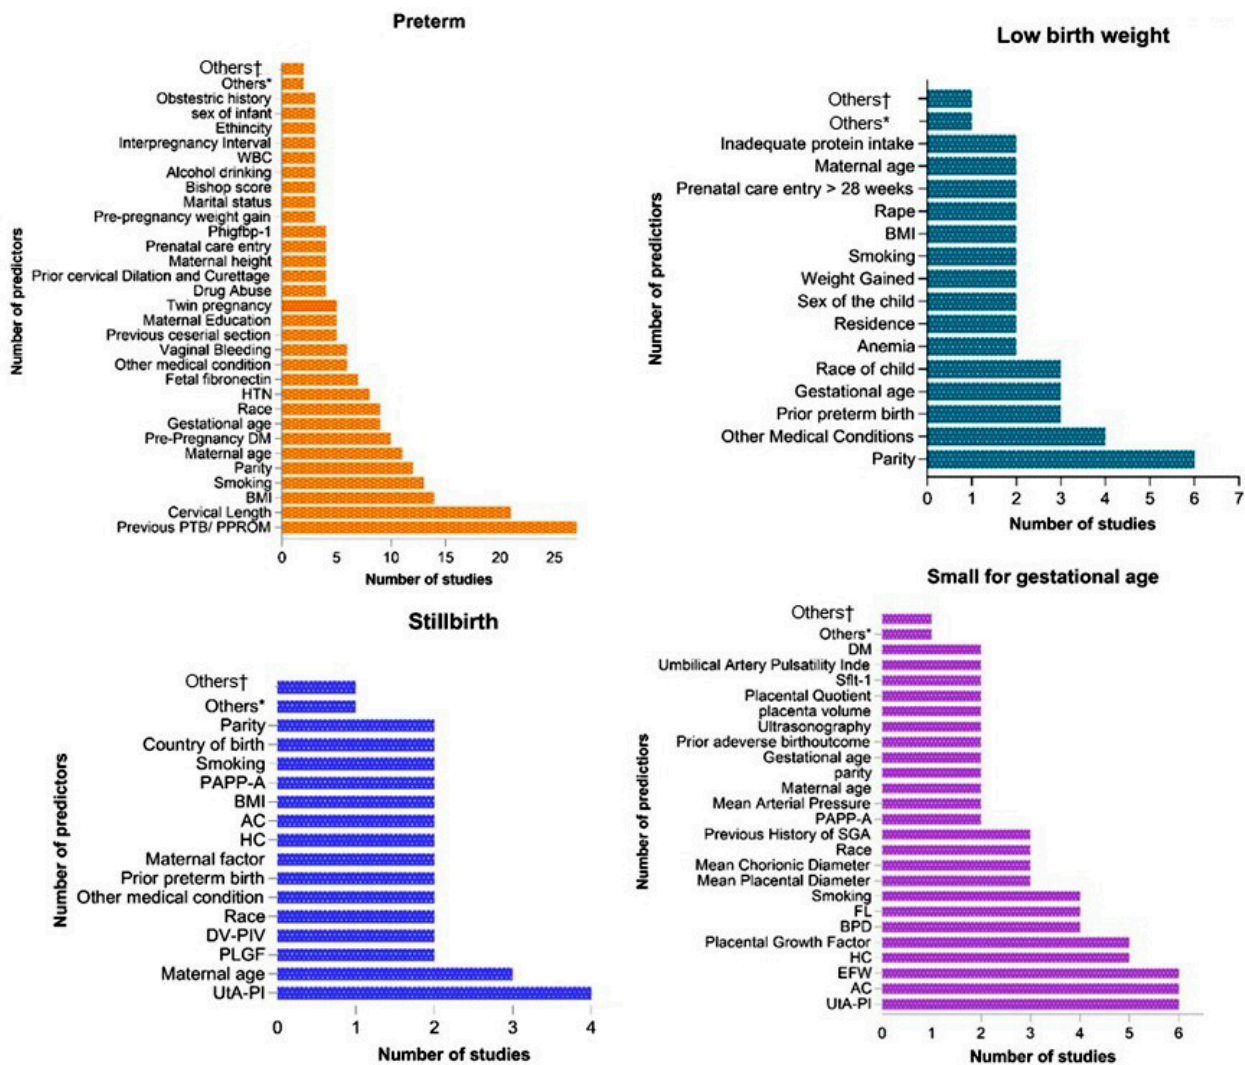 Preterm
Others†
Others*
Obstestric history
sex of infant
Ethincity
Interpregnancy Interval
WBC
Alcohol drinking
Bishop score
Marital status
Pre-pregnancy weight gain
Phigfbp-1
Prenatal care entry
Maternal height
Prior cervical Dilation and Curettage
Drug Abuse
Twin pregnancy
Maternal Education
Previous ceserial section
Vaginal Bleeding
Other medical condition
Fetal fibronectin
HTN
Race
Gestational age
Pre-Pregnancy DM
Maternal age
Parity
Smoking
BMI
Cervical Length
Previous PTB/ PPROM
Number of predictors
0 5 10 15 20 25
Number of studies
Low birth weight
Others†
Others*
Inadequate protein intake
Maternal age
Prenatal care entry > 28 weeks
Rape
BMI
Smoking
Weight Gained
Sex of the child
Residence
Anemia
Race of child
Gestational age
Prior preterm birth
Other Medical Conditions
Parity
Number of predictors
0 1 2 3 4 5 6 7
Number of studies
Stillbirth
Others†
Others*
Parity
Country of birth
Smoking
PAPP-A
BMI
AC
HC
Maternal factor
Prior preterm birth
Other medical condition
Race
DV-PIV
PLGF
Maternal age
UtA-PI
Number of predictors
0 1 2 3 4
Number of studies
Small for gestational age
Others†
Others*
DM
Umbilical Artery Pulsatility Inde
Sflt-1
Placental Quotient
placenta volume
Ultrasonography
Prior adeverse birthoutcome
Gestational age
parity
Maternal age
Mean Arterial Pressure
PAPP-A
Previous History of SGA
Race
Mean Chorionic Diameter
Mean Placental Diameter
Smoking
FL
BPD
Placental Growth Factor
HC
EFW
AC
UtA-PI
Number of predictors
0 1 2 3 4 5 6
Number of studies